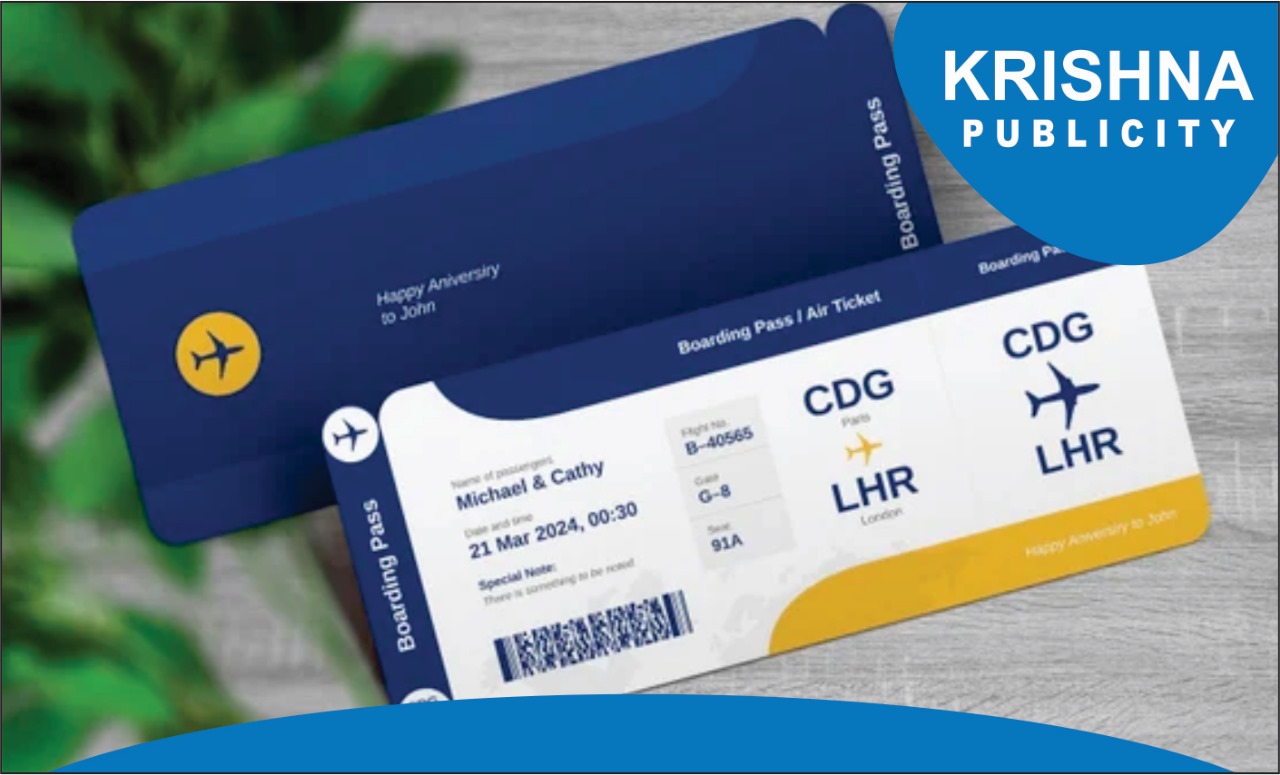 KRISHNA
PUBLICITY
Boarding Pass
Happy Aniversiry
to John
Boarding Pass / Air Ticket
Boarding Pa
Name of passengers
Michael & Cathy
Date and time
21 Mar 2024, 00:30
Special Note:
There is something to be noted
Flight No.
B–40565
Gate
G–8
Seat
91A
CDG
Paris
LHR
London
CDG
LHR
Happy Aniversiry to John
Boarding Pass